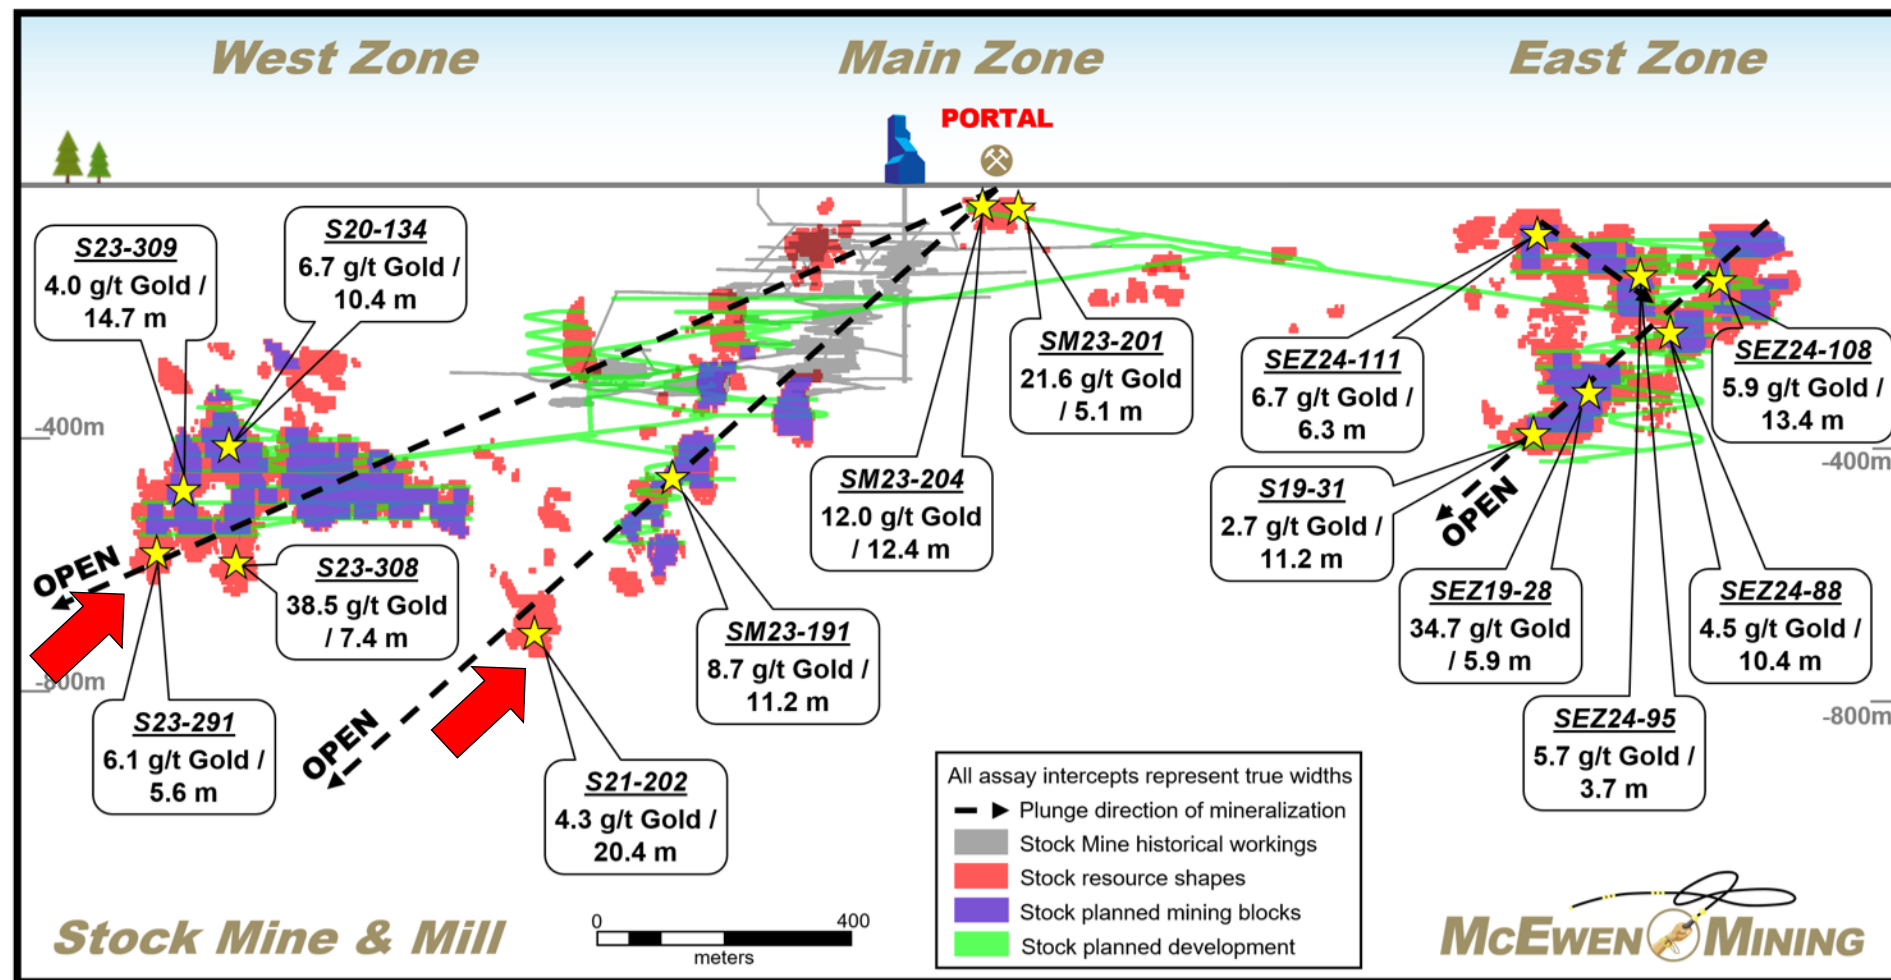 West Zone
Main Zone
East Zone
PORTAL
S23-309
4.0 g/t Gold /
14.7 m
S20-134
6.7 g/t Gold /
10.4 m
SM23-201
21.6 g/t Gold
/ 5.1 m
SEZ24-111
6.7 g/t Gold /
6.3 m
SEZ24-108
5.9 g/t Gold /
13.4 m
-400m
-400m
SM23-204
12.0 g/t Gold
/ 12.4 m
S19-31
2.7 g/t Gold /
11.2 m
OPEN
OPEN
S23-308
38.5 g/t Gold
/ 7.4 m
SEZ19-28
34.7 g/t Gold
/ 5.9 m
SEZ24-88
4.5 g/t Gold /
10.4 m
SM23-191
8.7 g/t Gold /
11.2 m
-800m
-800m
S23-291
6.1 g/t Gold /
5.6 m
OPEN
SEZ24-95
5.7 g/t Gold /
3.7 m
S21-202
4.3 g/t Gold /
20.4 m
All assay intercepts represent true widths
Plunge direction of mineralization
Stock Mine historical workings
Stock resource shapes
Stock planned mining blocks
Stock planned development
Stock Mine & Mill
0 400
meters
McEWEN MINING